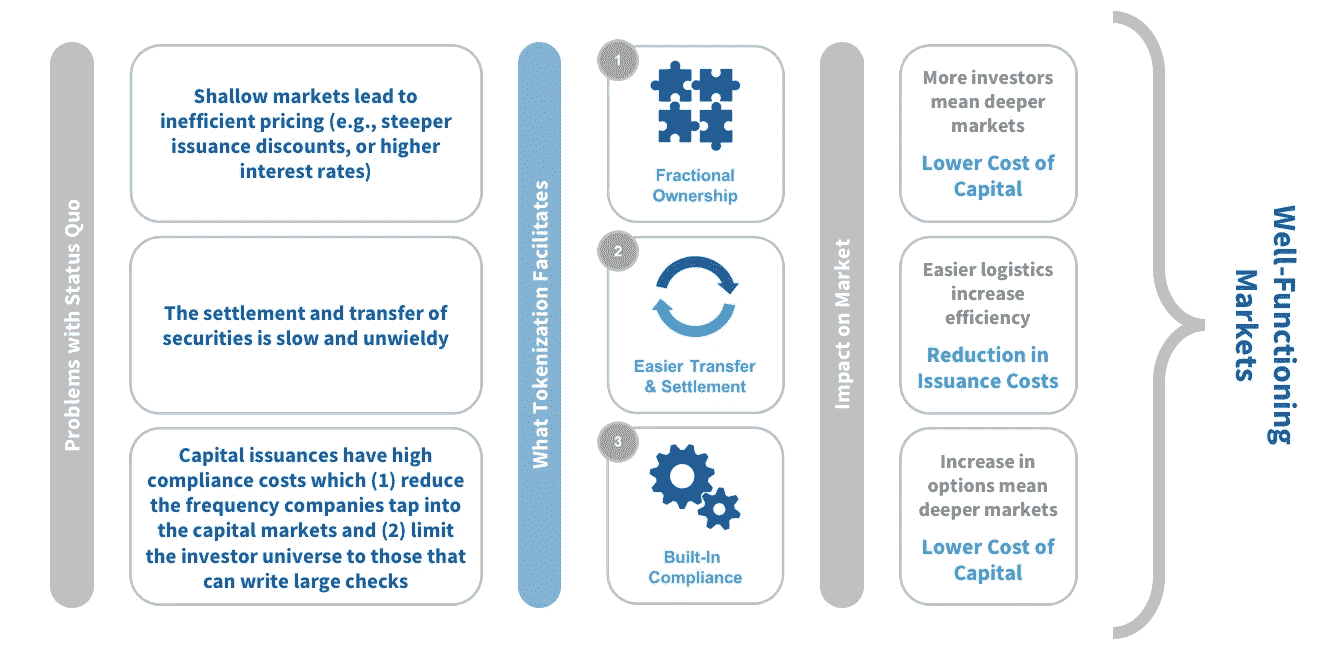 Problems with Status Quo
Shallow markets lead to
inefficient pricing (e.g., steeper
issuance discounts, or higher
interest rates)
The settlement and transfer of
securities is slow and unwieldy
Capital issuances have high
compliance costs which (1) reduce
the frequency companies tap into
the capital markets and (2) limit
the investor universe to those that
can write large checks
What Tokenization Facilitates
1
Fractional
Ownership
2
Easier Transfer
& Settlement
3
Built-In
Compliance
Impact on Market
More investors
mean deeper
markets
Lower Cost of
Capital
Easier logistics
increase
efficiency
Reduction in
Issuance Costs
Increase in
options mean
deeper markets
Lower Cost of
Capital
Well-Functioning
Markets